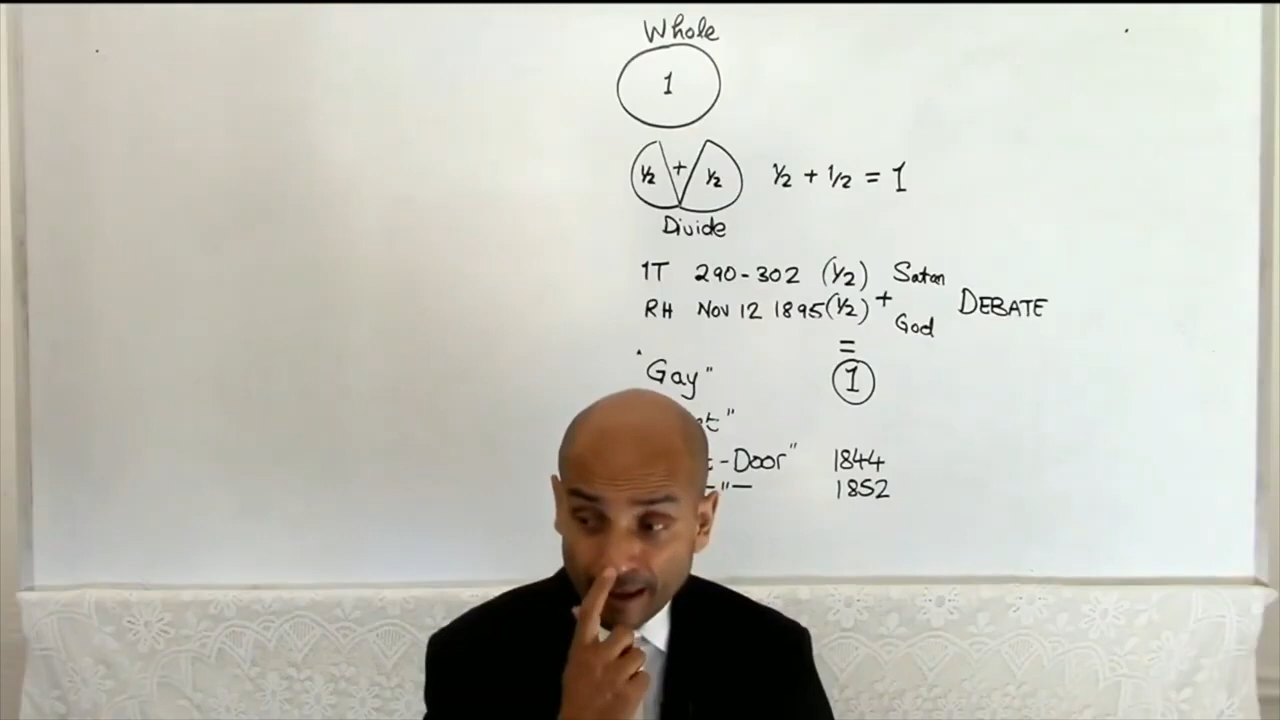 Whole
1
½ + ½ ½ + 1/2 = 1
Divide
1T 290-302 (1/2) Satan
+ DEBATE
RH Nov 12 1895 (1/2) God
=
"Gay" 1
"
-Door" 1844
-"- 1852